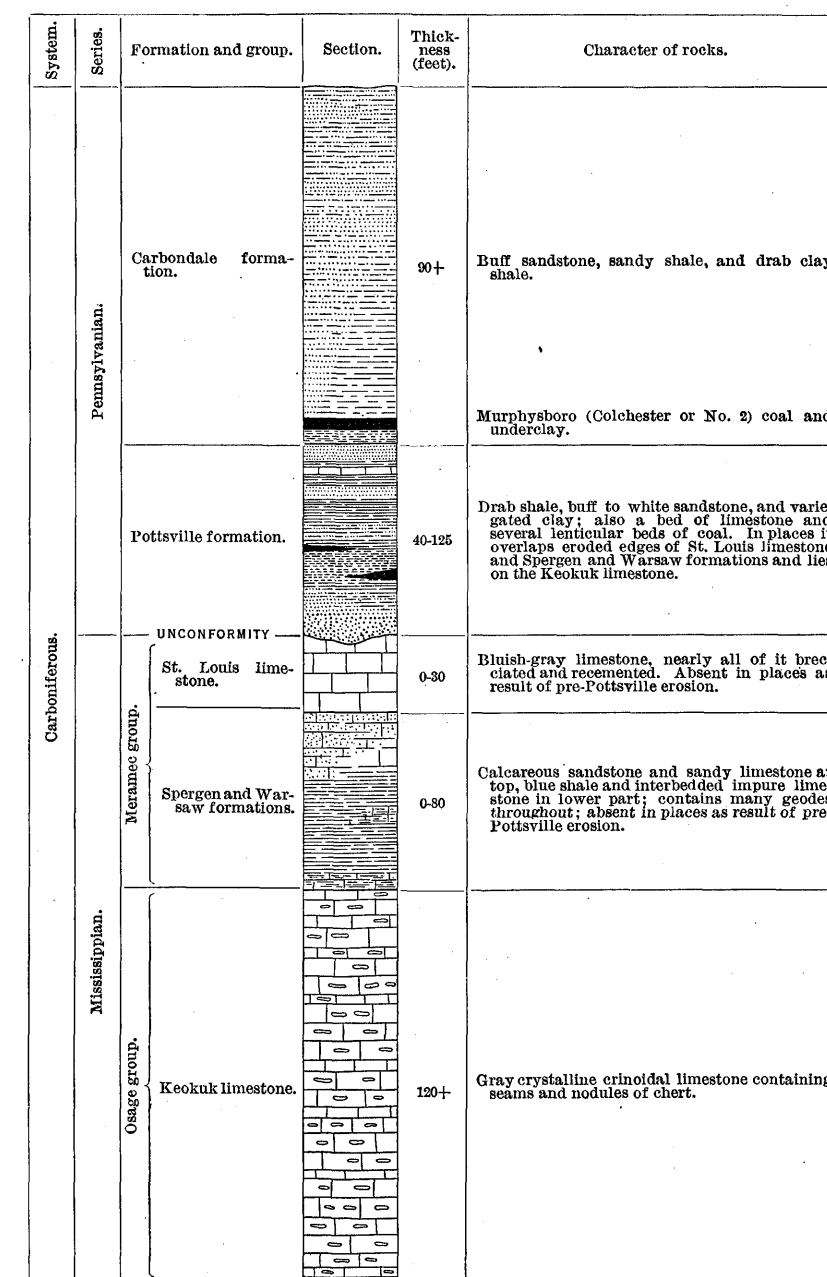 System.
Series.
Formation and group.
Section.
Thick-
ness
(feet).
Character of rocks.
Carboniferous.
Pennsylvanian.
Carbondale forma-
tion.
90+
Buff sandstone, sandy shale, and drab clay
shale.
Murphysboro (Colchester or No. 2) coal and
underclay.
Pottsville formation.
40-125
Drab shale, buff to white sandstone, and varie
gated clay; also a bed of limestone and
several lenticular beds of coal. In places i
overlaps eroded edges of St. Louis limestone
and Spergen and Warsaw formations and lies
on the Keokuk limestone.
UNCONFORMITY
Mississippian.
Meramec group.
St. Louis lime-
stone.
0-30
Bluish-gray limestone, nearly all of it brec
ciated and recemented. Absent in places as
result of pre-Pottsville erosion.
Spergen and War-
saw formations.
0-80
Calcareous sandstone and sandy limestone at
top, blue shale and interbedded impure lime
stone in lower part; contains many geodes
throughout; absent in places as result of pre
Pottsville erosion.
Osage group.
Keokuk limestone.
120+
Gray crystalline crinoidal limestone containing
seams and nodules of chert.